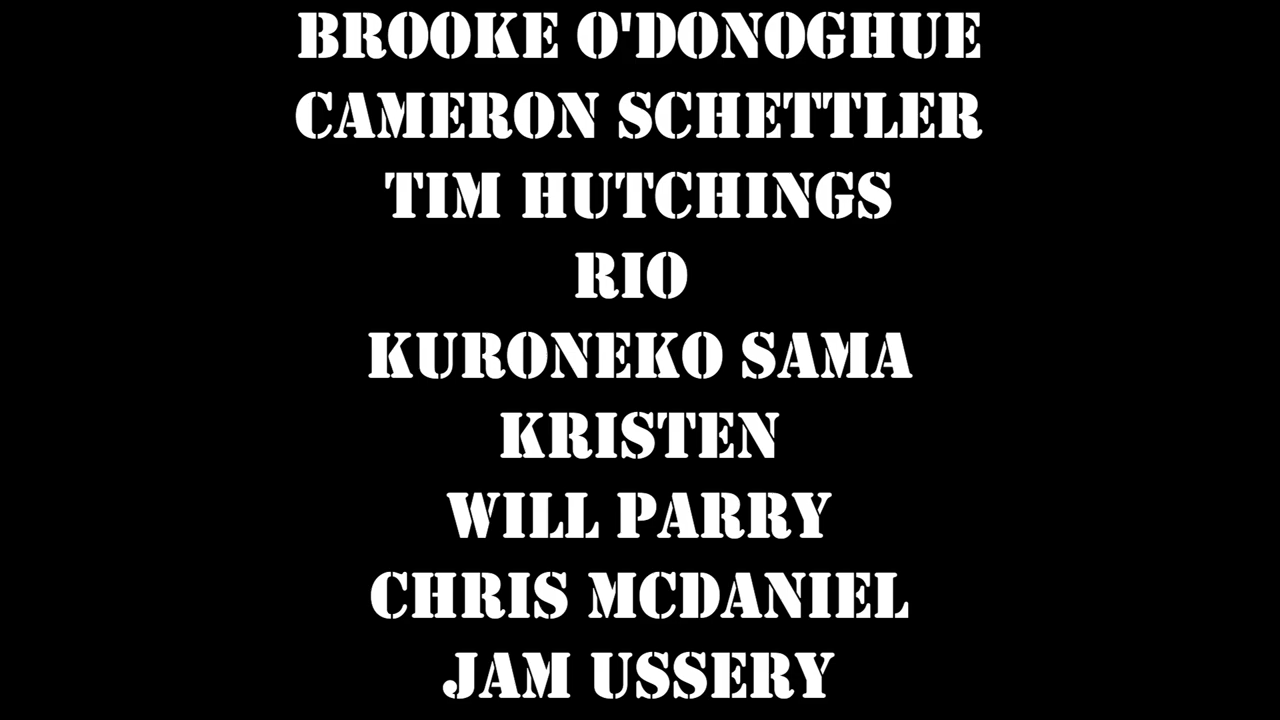 BROOKE O'DONOGHUE
CAMERON SCHETTLER
TIM HUTCHINGS
RIO
KURONEKO SAMA
KRISTEN
WILL PARRY
CHRIS MCDANIEL
JAM USSERY